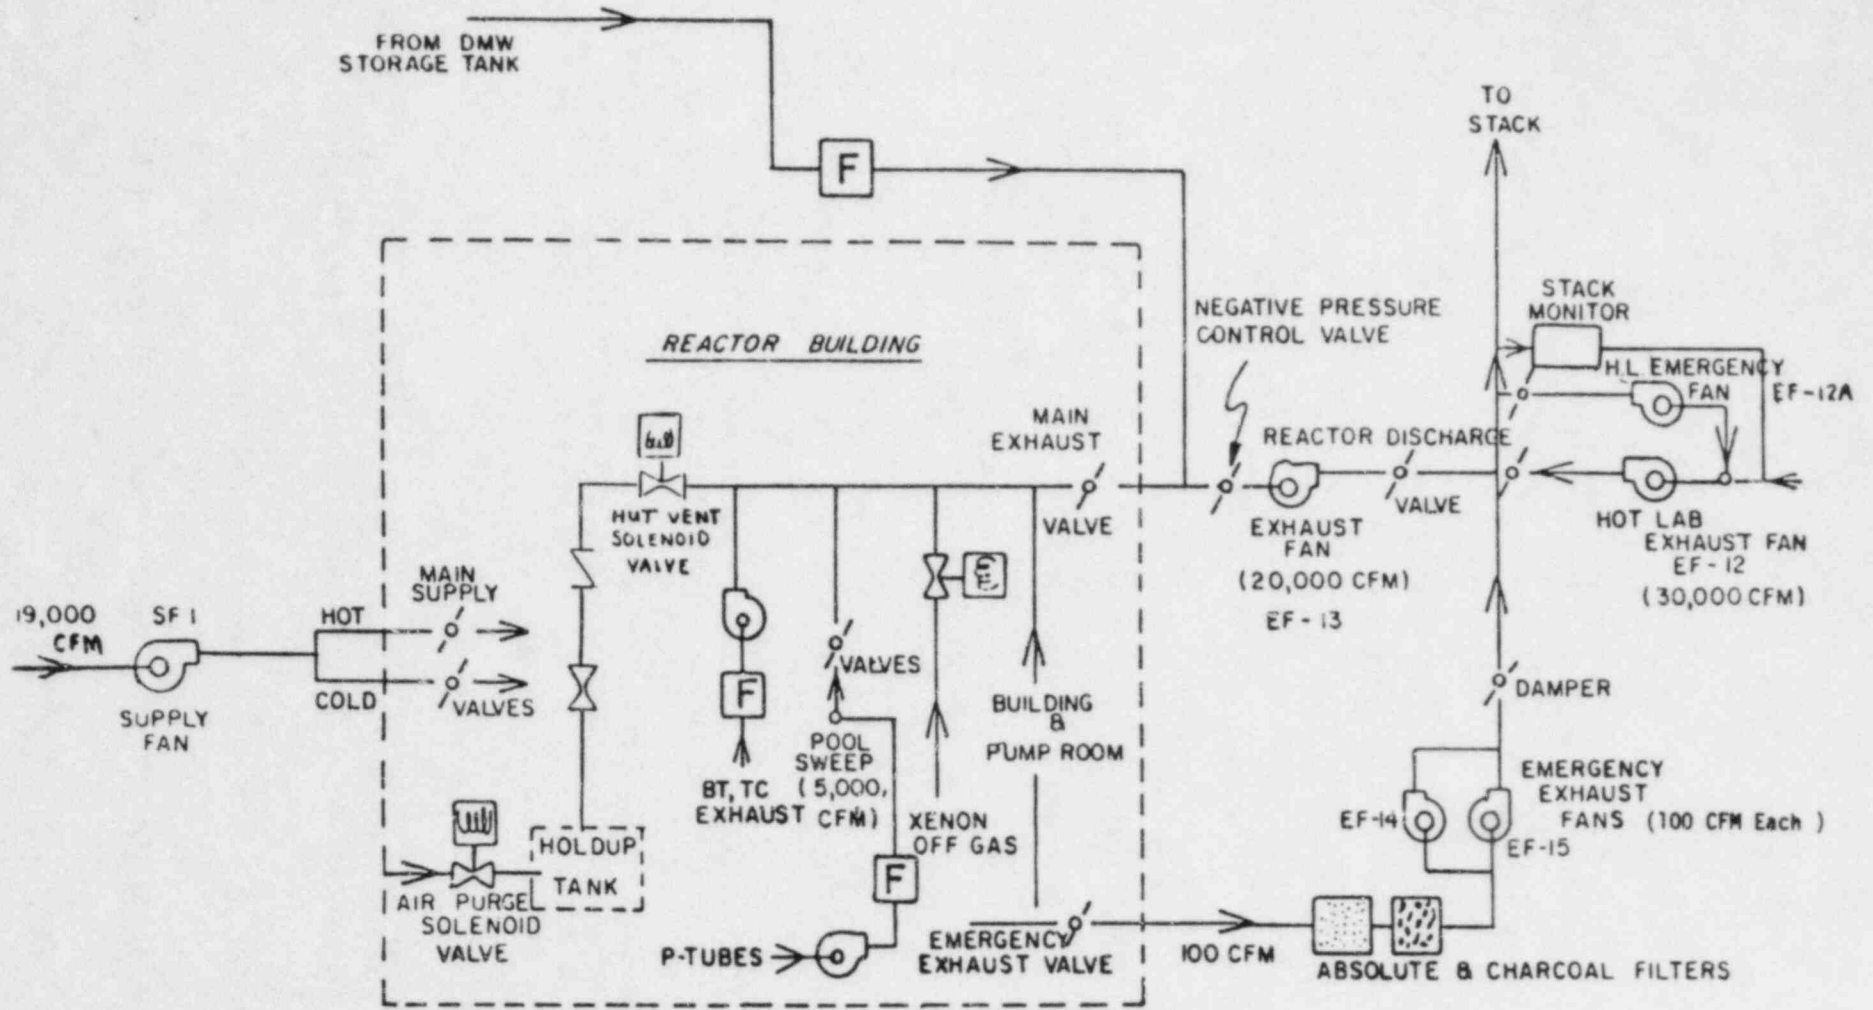 FROM DMW
STORAGE TANK
F
TO
STACK
REACTOR BUILDING
NEGATIVE PRESSURE
CONTROL VALVE
STACK
MONITOR
H.L. EMERGENCY
FAN
EF-12A
MAIN
EXHAUST
VALVE
REACTOR DISCHARGE
VALVE
EXHAUST
FAN
(20,000 CFM)
EF-13
HOT LAB
EXHAUST FAN
EF-12
(30,000 CFM)
HUT VENT
SOLENOID
VALVE
19,000
CFM
SF 1
SUPPLY
FAN
HOT
COLD
MAIN
SUPPLY
VALVES
F
BT, TC
EXHAUST
VALVES
POOL
SWEEP
(5,000,
CFM)
XENON
OFF GAS
BUILDING
&
PUMP ROOM
DAMPER
EMERGENCY
EXHAUST
FANS (100 CFM Each )
EF-14
EF-15
HOLDUP
TANK
AIR PURGE
SOLENOID
VALVE
F
P-TUBES
EMERGENCY
EXHAUST VALVE
100 CFM
ABSOLUTE & CHARCOAL FILTERS